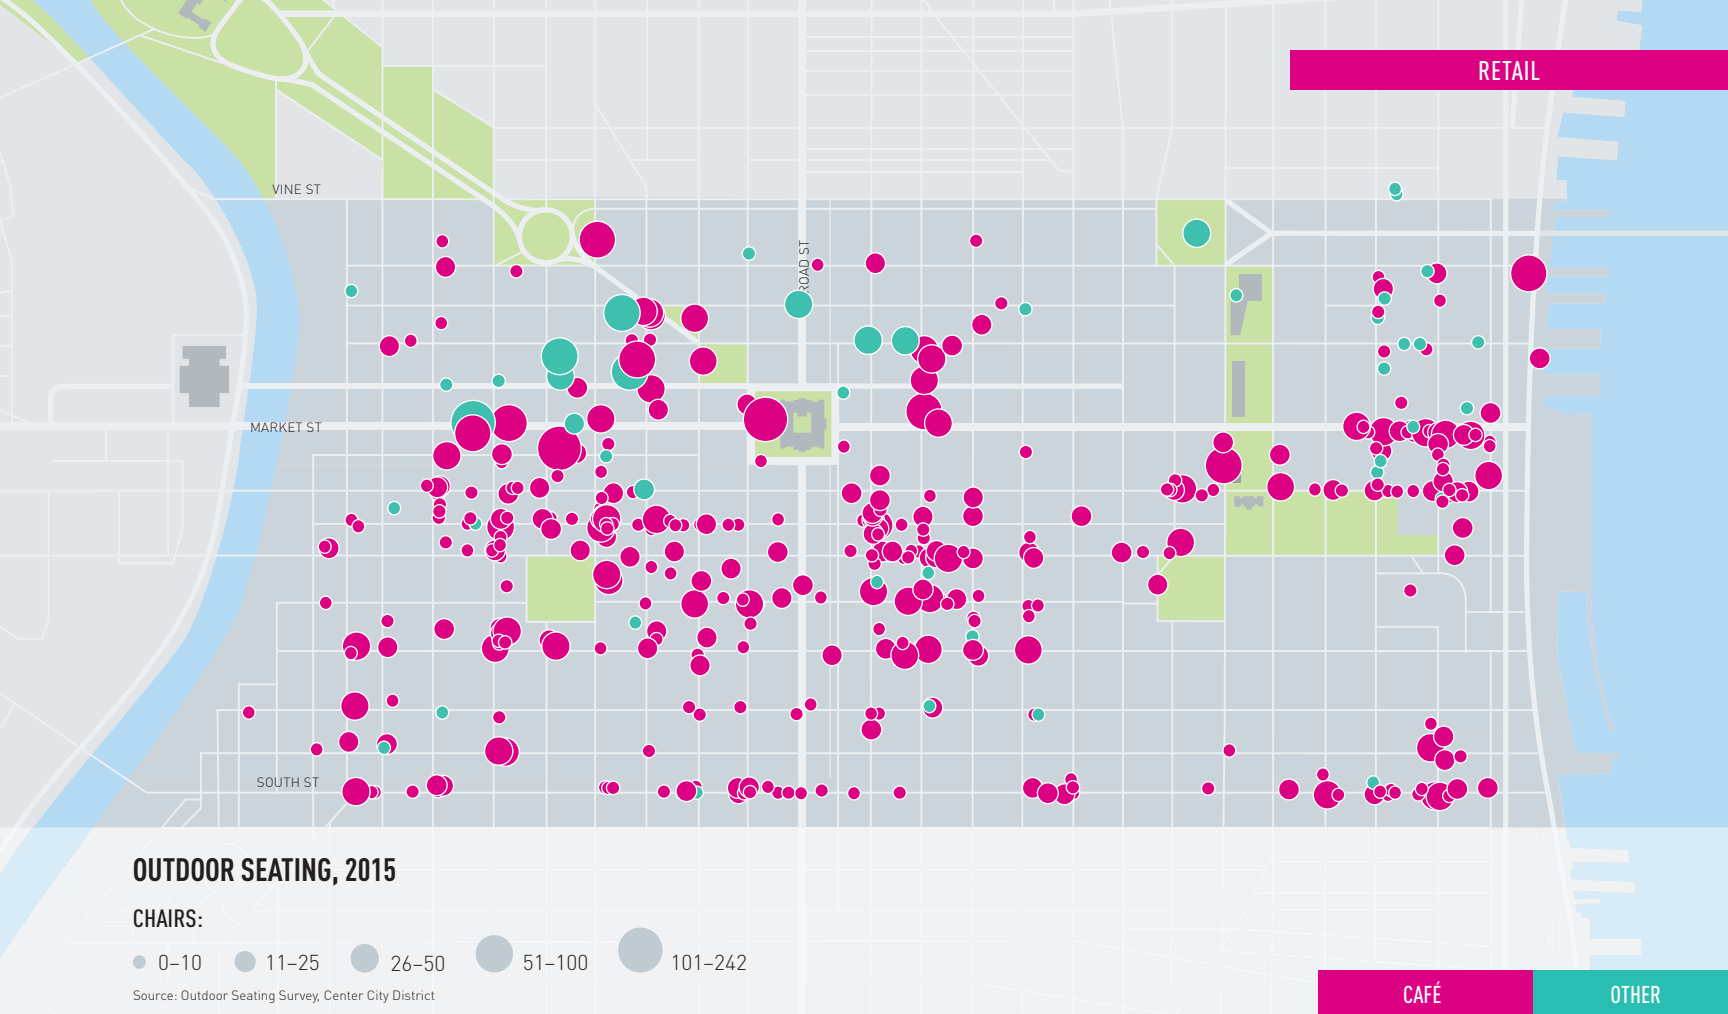 RETAIL
VINE ST
ROAD ST
MARKET ST
SOUTH ST
OUTDOOR SEATING, 2015
CHAIRS:
0–10 11–25 26–50 51–100 101–242
Source: Outdoor Seating Survey, Center City District
CAFÉ OTHER